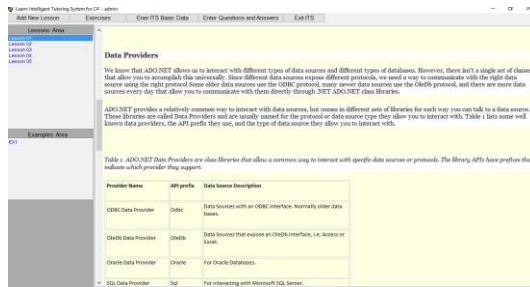 Learn Intelligent Tutoring System for C# - admin
Add New Lesson Exercises Ener ITS Basic Data Enter Questions and Answers Exit ITS
Lessons Area
Lesson 01
Lesson 02
Lesson 03
Lesson 04
Lesson 05
Examples Area
EX1
Data Providers
We know that ADO.NET allows us to interact with different types of data sources and different types of databases. However, there isn't a single set of classes
that allow you to accomplish this universally. Since different data sources expose different protocols, we need a way to communicate with the right data
source using the right protocol Some older data sources use the ODBC protocol, many newer data sources use the OleDb protocol, and there are more data
sources every day that allow you to communicate with them directly through .NET ADO.NET class libraries.
ADO.NET provides a relatively common way to interact with data sources, but comes in different sets of libraries for each way you can talk to a data source.
These libraries are called Data Providers and are usually named for the protocol or data source type they allow you to interact with. Table 1 lists some well
known data providers, the API prefix they use, and the type of data source they allow you to interact with.
Table 1. ADO.NET Data Providers are class libraries that allow a common way to interact with specific data sources or protocols. The library APIs have prefixes that
indicate which provider they support.
Provider Name API prefix Data Source Description
ODBC Data Provider Odbc Data Sources with an ODBC interface. Normally older data
bases.
OleDb Data Provider OleDb Data Sources that expose an OleDb interface, i.e. Access or
Excel.
Oracle Data Provider Oracle For Oracle Databases.
SQL Data Provider Sql For interacting with Microsoft SQL Server.